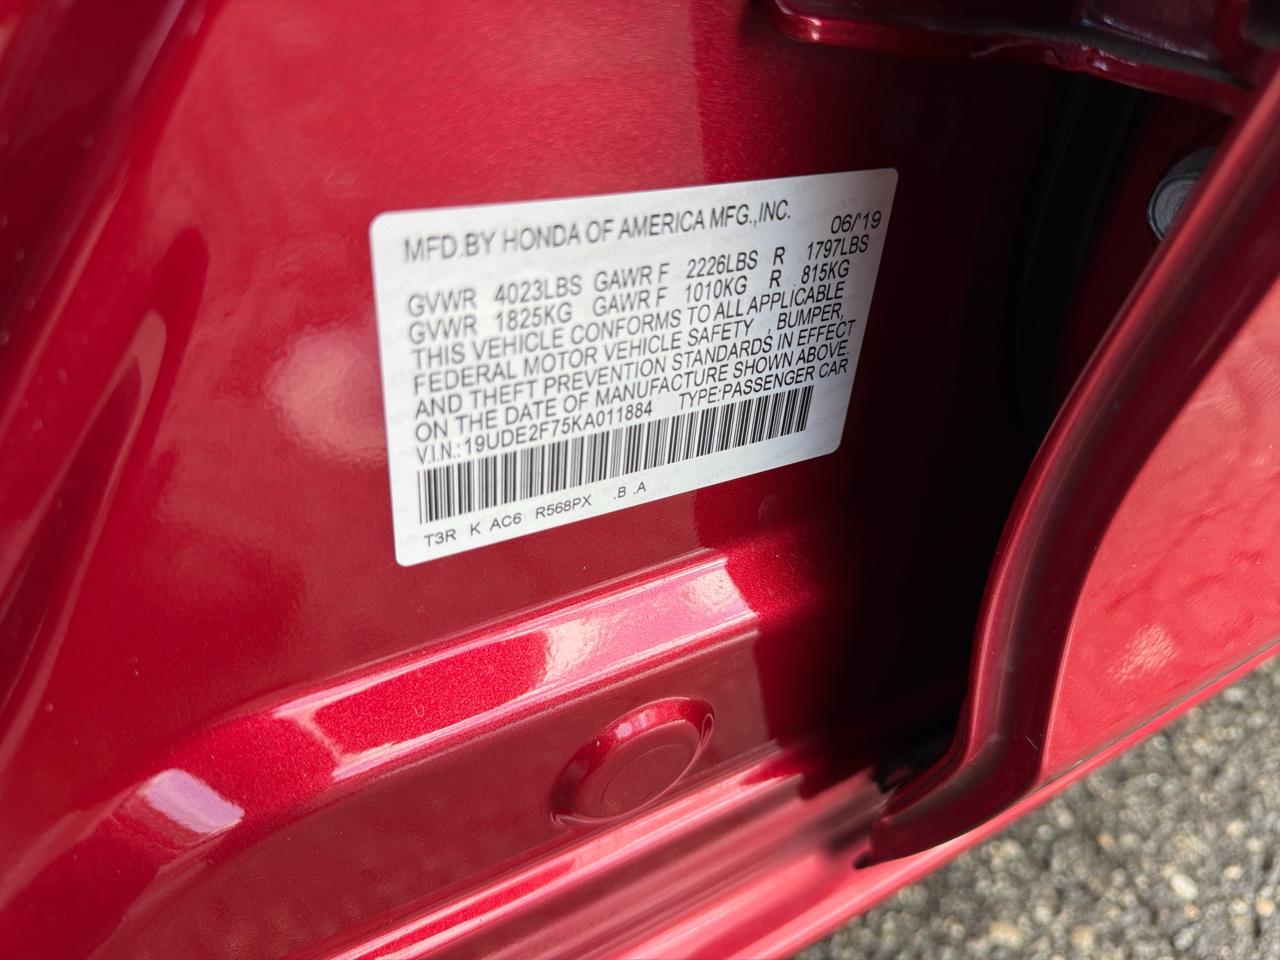 MFD.BY HONDA OF AMERICA MFG.,INC. 06/'19
GVWR 4023LBS GAWR F 2226LBS R 1797LBS
GVWR 1825KG GAWR F 1010KG R 815KG
THIS VEHICLE CONFORMS TO ALL APPLICABLE
FEDERAL MOTOR VEHICLE SAFETY , BUMPER,
AND THEFT PREVENTION STANDARDS IN EFFECT
ON THE DATE OF MANUFACTURE SHOWN ABOVE.
V.I.N.:19UDE2F75KA011884 TYPE:PASSENGER CAR
T3R K AC6 R568PX .B .A